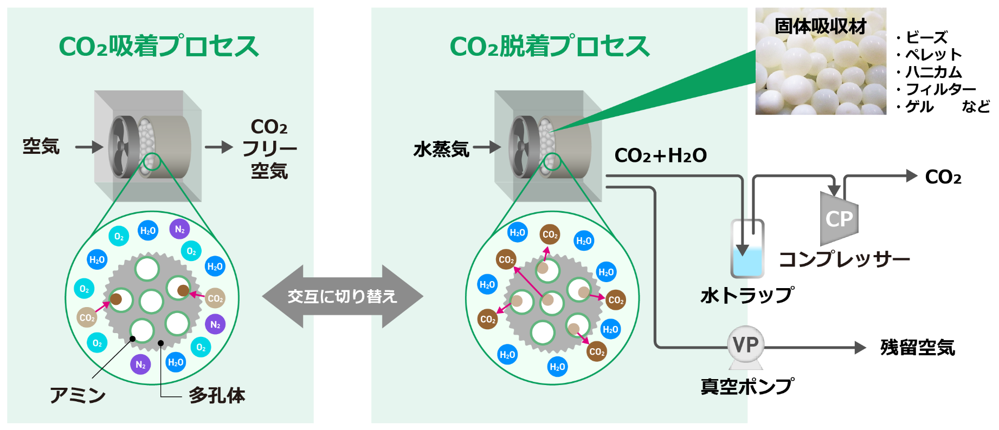 CO₂吸着プロセス
空気
CO₂
フリー
空気
O₂
H₂O
N₂
H₂O
O₂
H₂O
O₂
CO₂
CO₂
N₂
O₂
O₂
N₂
H₂O
アミン
多孔体
交互に切り替え
CO₂脱着プロセス
水蒸気
H₂O
CO₂
H₂O
CO₂
H₂O
H₂O
CO₂
CO₂
H₂O
H₂O
CO₂
H₂O
固体吸収材
・ビーズ
・ペレット
・ハニカム
・フィルター
・ゲル　など
CO₂+H₂O
CO₂
CP
コンプレッサー
水トラップ
VP
残留空気
真空ポンプ